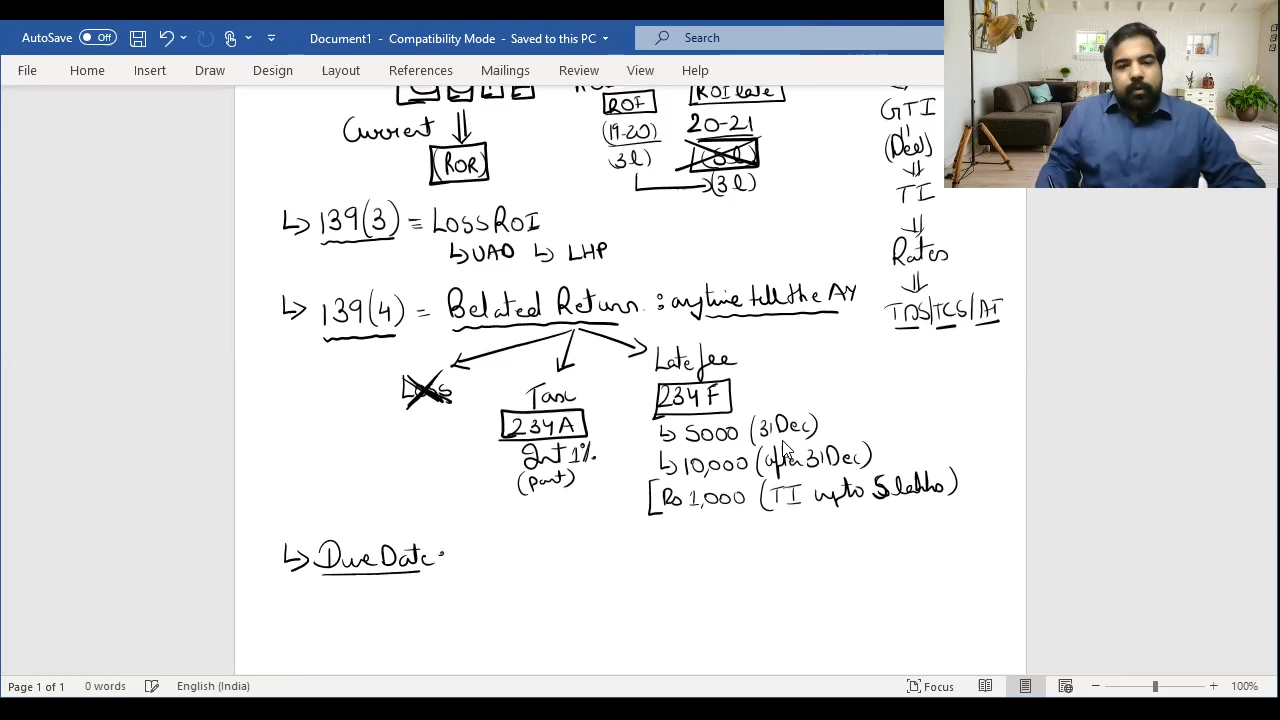 AutoSave Off Document1 - Compatibility Mode - Saved to this PC Search
File Home Insert Draw Design Layout References Mailings Review View Help
ROI late
ROI
(19-20) 20-21
(3 l)
Current
(ROR)
(3 l)
GTI
(Ded)
TI
Rates
TDS/TCS/AT
139(3) = Loss ROI
UAD LHP
139(4) = Belated Return : anytime till the AY
Loss
Tax
234A
Int 1%
(part)
Late fee
234F
5000 (31 Dec)
10,000 (after 31 Dec)
Rs 1,000 (TI upto 5 lakhs)
Due Date:
Page 1 of 1 0 words English (India) Focus 100%